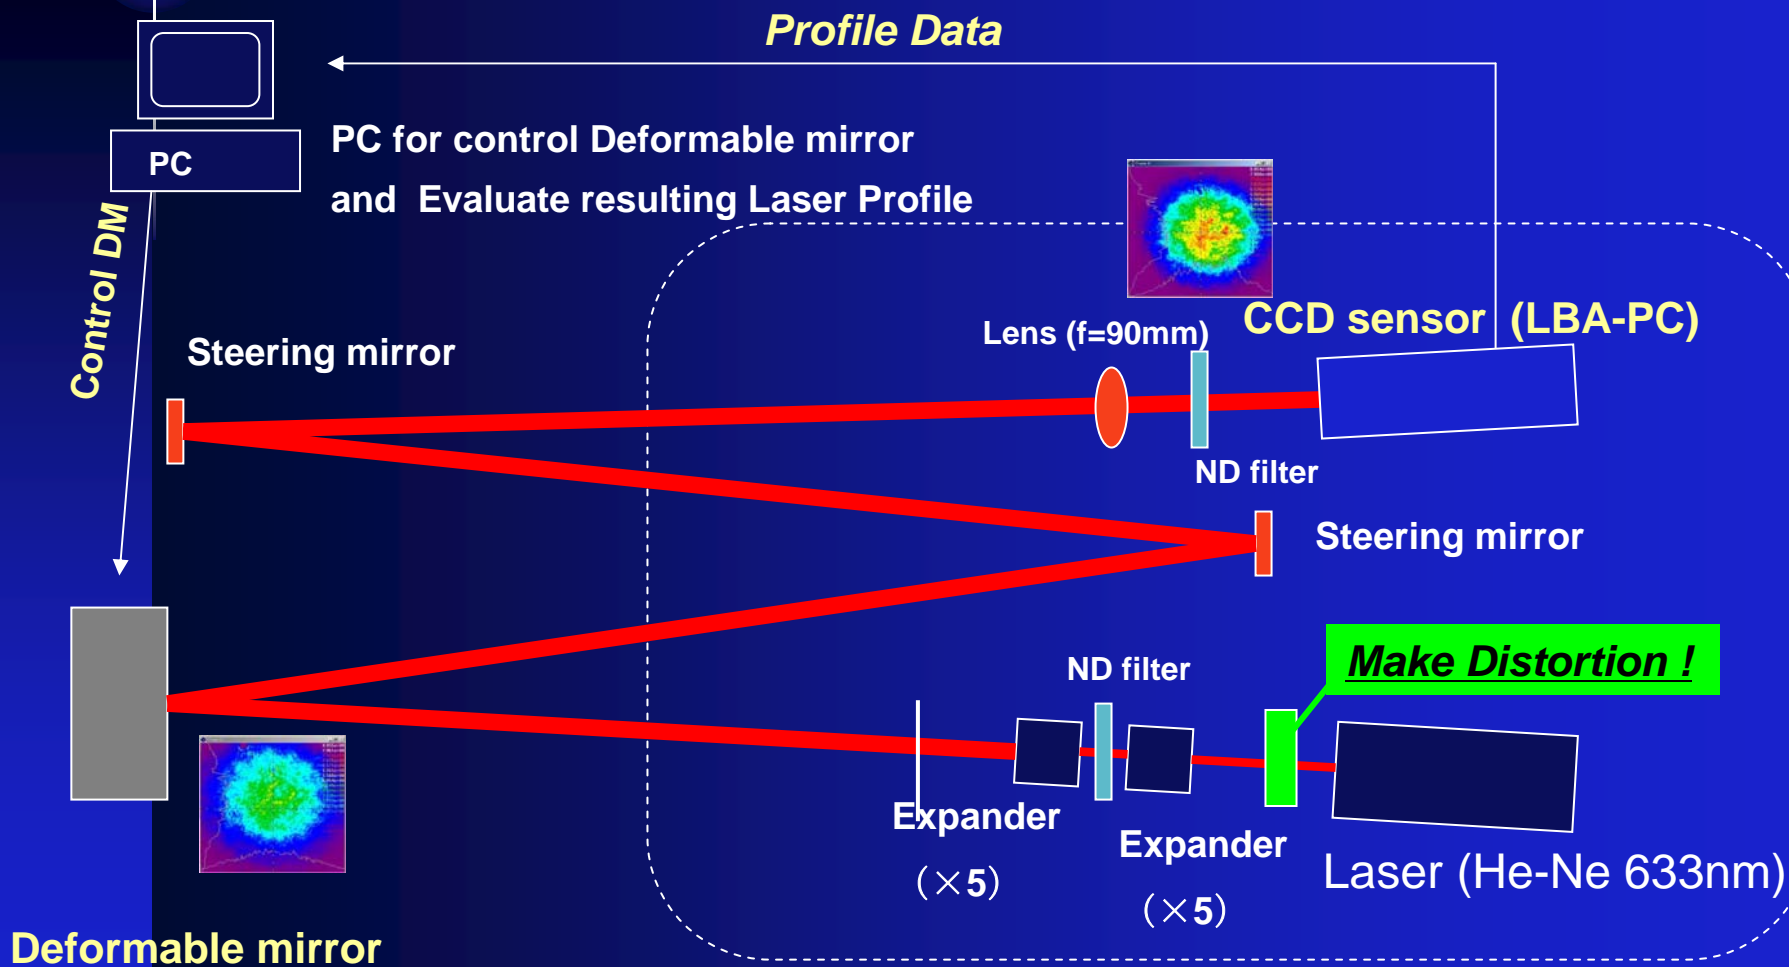 Profile Data
PC
PC for control Deformable mirror
and Evaluate resulting Laser Profile
Control DM
CCD sensor (LBA-PC)
Lens (f=90mm)
Steering mirror
ND filter
Steering mirror
Make Distortion !
ND filter
Expander
(×5)
Expander
(×5)
Laser (He-Ne 633nm)
Deformable mirror